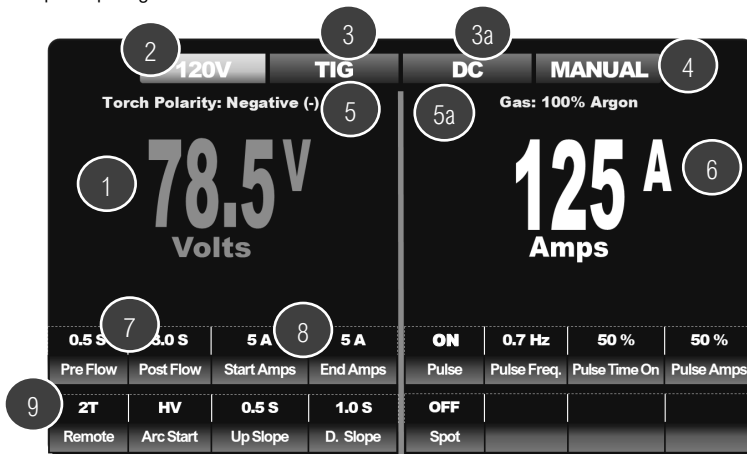 2 3 3a 4
120V TIG DC MANUAL
Torch Polarity: Negative (-) 5 5a Gas: 100% Argon
1 78.5 V 125 A 6
Volts Amps
7 8
0.5 S .0 S 5 A 5 A ON 0.7 Hz 50 % 50 %
Pre Flow Post Flow Start Amps End Amps Pulse Pulse Freq. Pulse Time On Pulse Amps
9 2T HV 0.5 S 1.0 S OFF
Remote Arc Start Up Slope D. Slope Spot